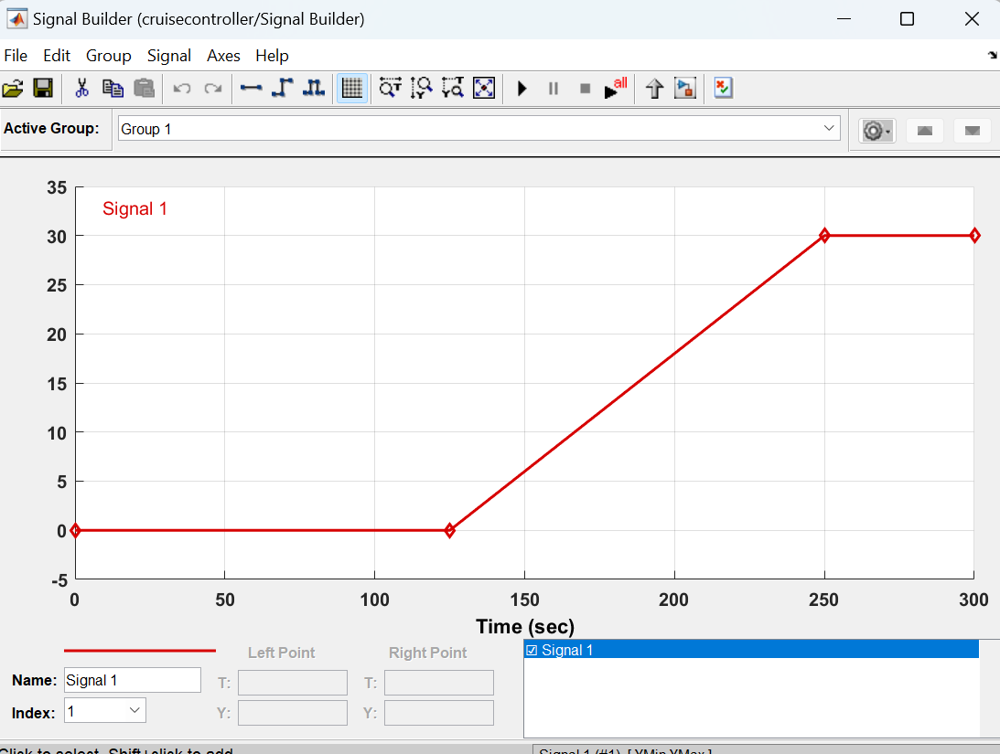 Signal Builder (cruisecontroller/Signal Builder)
File Edit Group Signal Axes Help
all
Active Group: Group 1
Signal 1
35
30
25
20
15
10
5
0
-5
0 50 100 150 200 250 300
Time (sec)
Left Point Right Point
Name: Signal 1 T: T:
Index: 1 Y: Y:
Signal 1
Click to select, Shift+click to add
Signal 1 (#1) [ YMin YMax ]